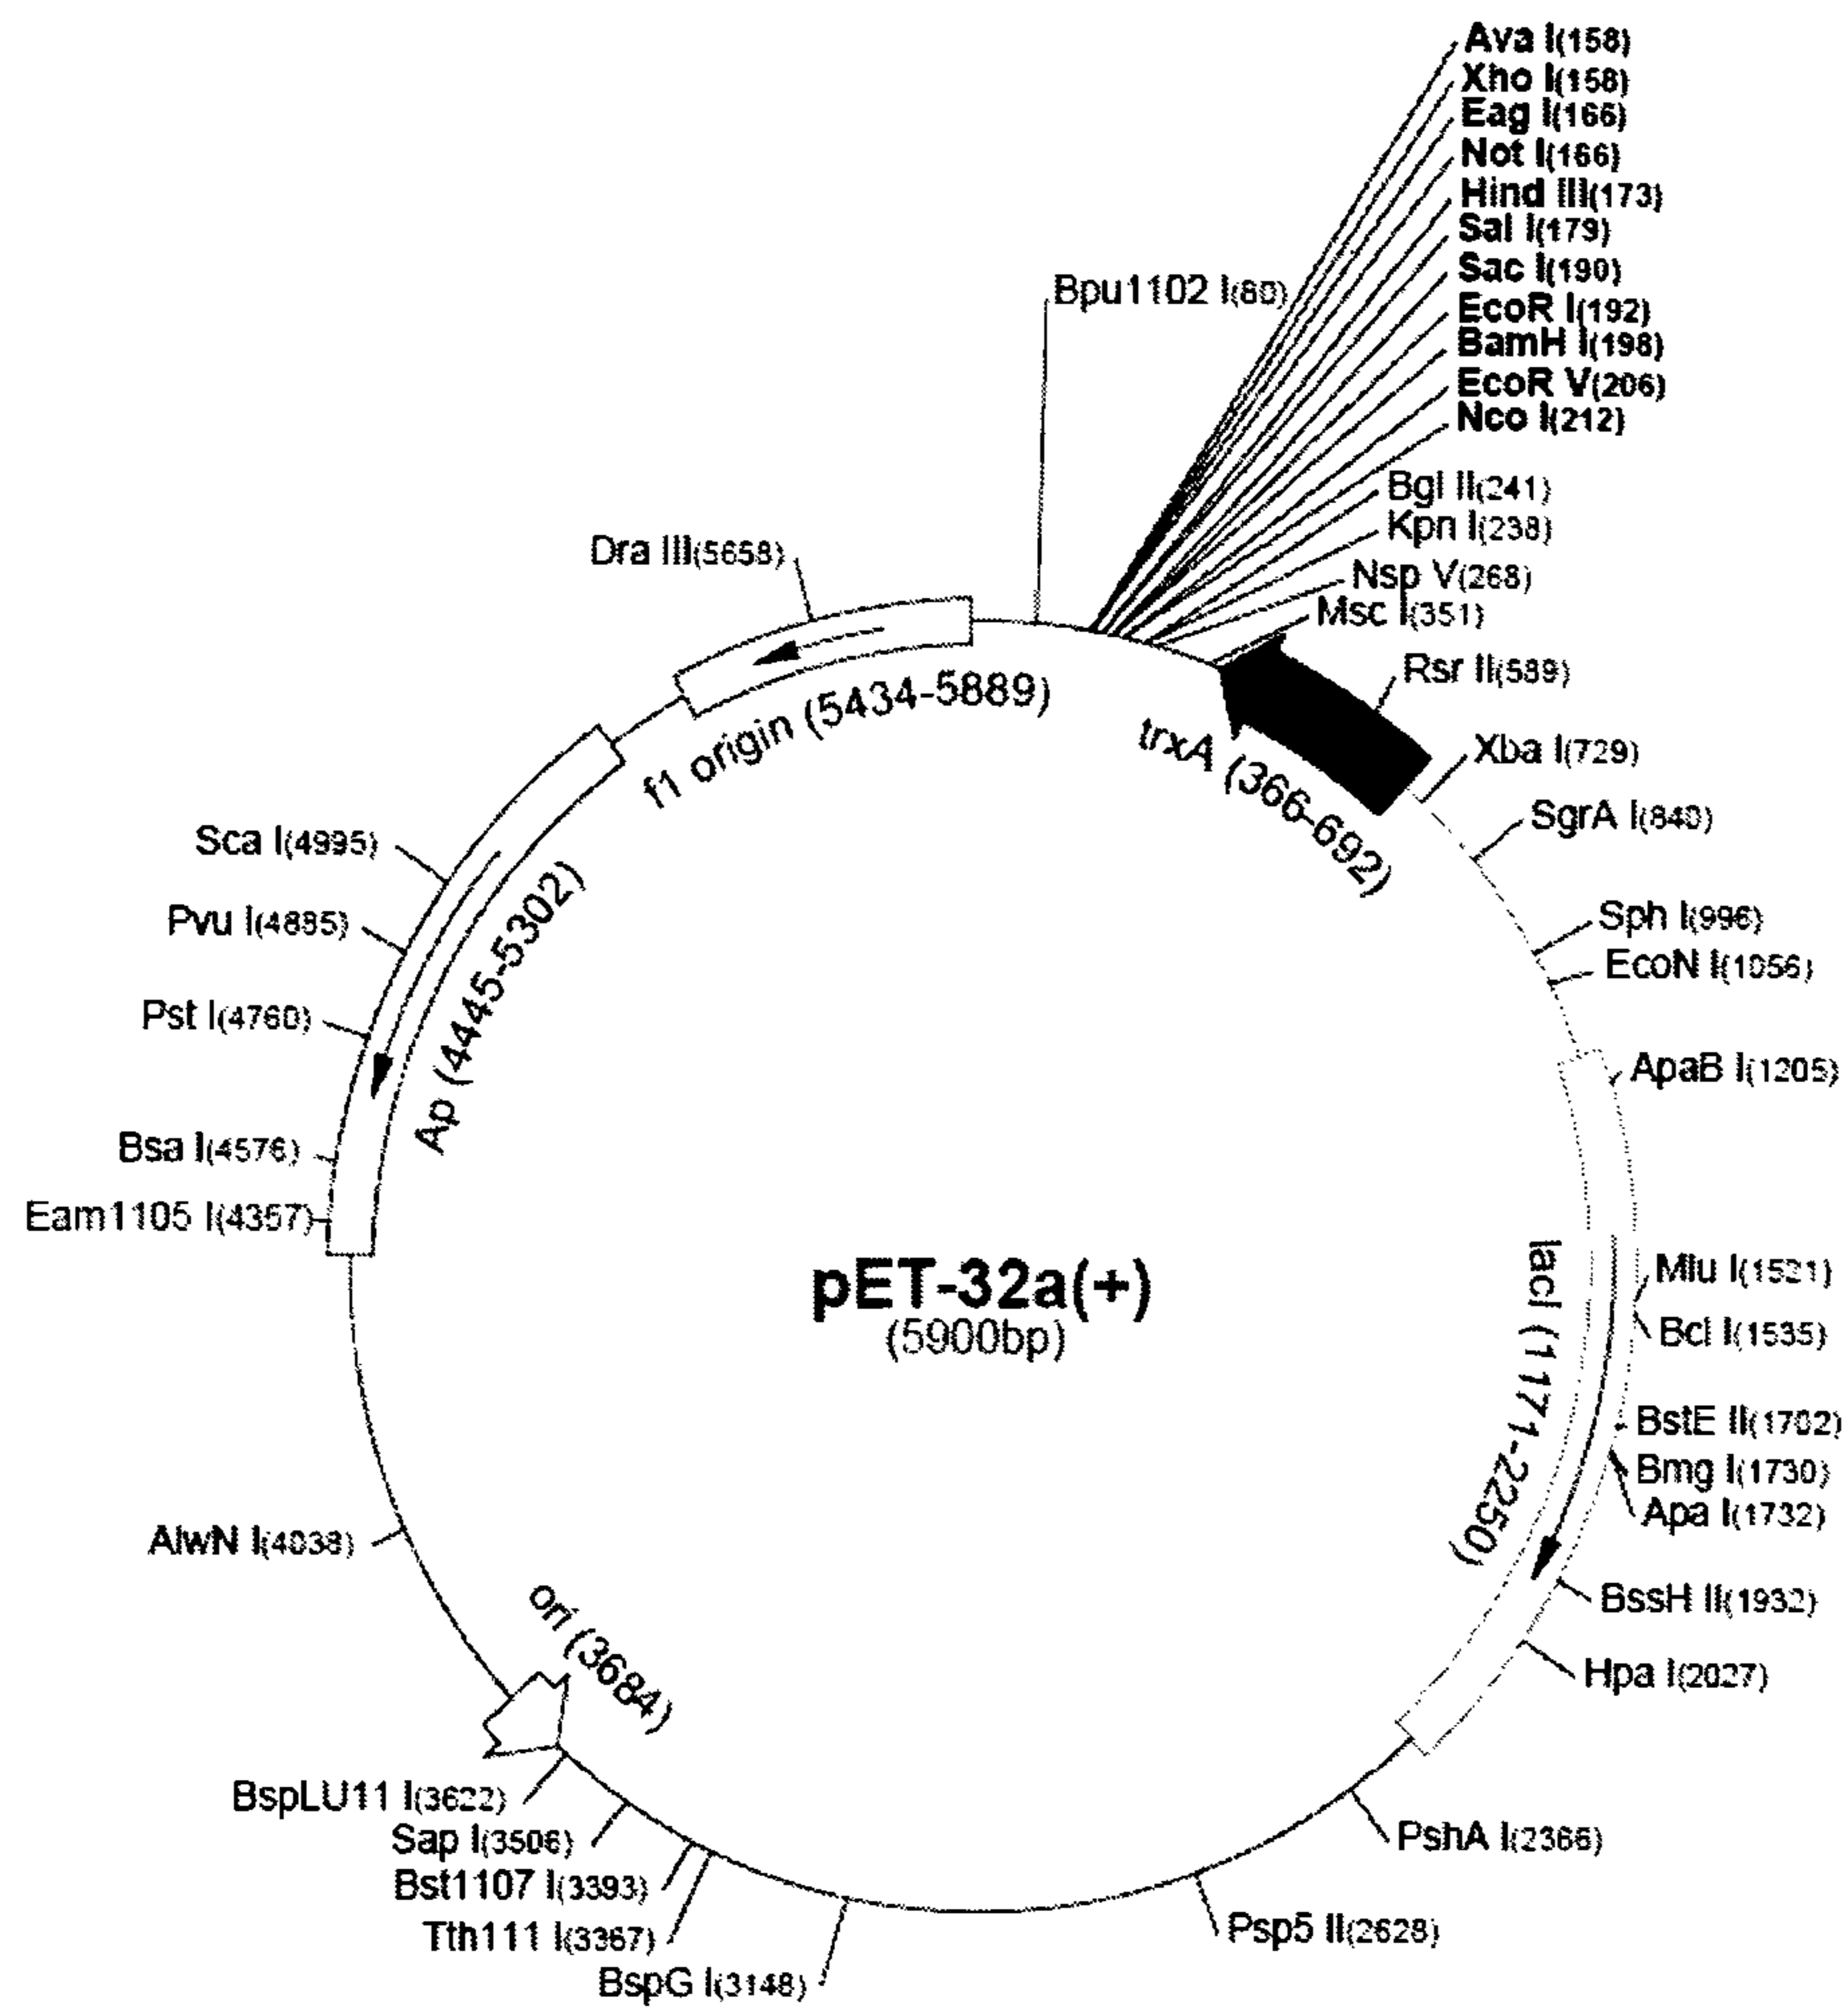 Ava I(158)
Xho I(158)
Eag I(166)
Not I(166)
Hind III(173)
Sal I(179)
Sac I(190)
EcoR I(192)
BamH I(198)
EcoR V(206)
Nco I(212)
Bpu1102 I(80)
Bgl II(241)
Kpn I(238)
Nsp V(268)
Msc I(351)
Rsr II(589)
Xba I(729)
SgrA I(840)
Sph I(996)
EcoN I(1056)
ApaB I(1205)
Mlu I(1521)
Bcl I(1535)
BstE II(1702)
Bmg I(1730)
Apa I(1732)
BssH II(1932)
Hpa I(2027)
PshA I(2366)
Psp5 II(2628)
BspG I(3148)
Tth111 I(3367)
Bst1107 I(3393)
Sap I(3506)
BspLU11 I(3622)
AlwN I(4038)
Eam1105 I(4357)
Bsa I(4576)
Pst I(4760)
Pvu I(4885)
Sca I(4995)
Dra III(5658)
f1 origin (5434-5889)
trxA (366-692)
lacI (1171-2250)
ori (3684)
Ap (4445-5302)
pET-32a(+)
(5900bp)